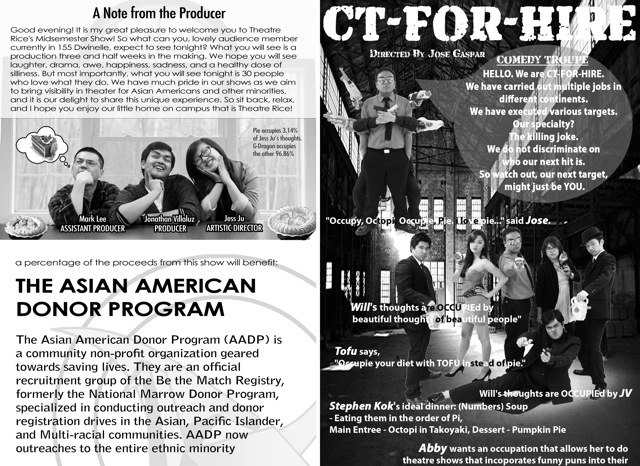 A Note from the Producer
Good evening! It is my great pleasure to welcome you to Theatre
Rice's Midsemester Show! So what can you, lovely audience member
currently in 155 Dwinelle, expect to see tonight? What you will see is a
production three and half weeks in the making. We hope you will see
laughter, drama, awe, happiness, sadness, and a healthy dose of
silliness. But most importantly, what you will see tonight is 30 people
who love what they do. We have much pride in our shows as we aim
to bring visibility in theater for Asian Americans and other minorities,
and it is our delight to share this unique experience. So sit back, relax,
and I hope you enjoy our little home on campus that is Theatre Rice!
Pie occupies 3.14%
of Jess Ju's thoughts.
G-Dragon occupies
the other 96.86%
Mark Lee
ASSISTANT PRODUCER
Jonathan Villaluz
PRODUCER
Jess Ju
ARTISTIC DIRECTOR
a percentage of the proceeds from this show will benefit:
THE ASIAN AMERICAN
DONOR PROGRAM
The Asian American Donor Program (AADP) is
a community non-profit organization geared
towards saving lives. They are an official
recruitment group of the Be the Match Registry,
formerly the National Marrow Donor Program,
specialized in conducting outreach and donor
registration drives in the Asian, Pacific Islander,
and Multi-racial communities. AADP now
outreaches to the entire ethnic minority
CT-FOR-HIRE
DIRECTED BY JOSE GASPAR
COMEDY TROUPE
HELLO. We are CT-FOR-HIRE.
We have carried out multiple jobs in
different continents.
We have executed various targets.
Our specialty?
The killing joke.
We do not discriminate on
who our next hit is.
So watch out, our next target,
might just be YOU.
"Occupy, Octopi, Occupie, Pie. I love pie..." said Jose.
Will's thoughts are OCCUPIEd by
beautiful thoughts of beautiful people"
Tofu says,
"Occupie your diet with TOFU instead of pie."
Will's thoughts are OCCUPIEd by JV
Stephen Kok's ideal dinner: (Numbers) Soup
- Eating them in the order of Pi,
Main Entree - Octopi in Takoyaki, Dessert - Pumpkin Pie
Abby wants an occupation that allows her to do
theatre shows that incoporates funny puns into their